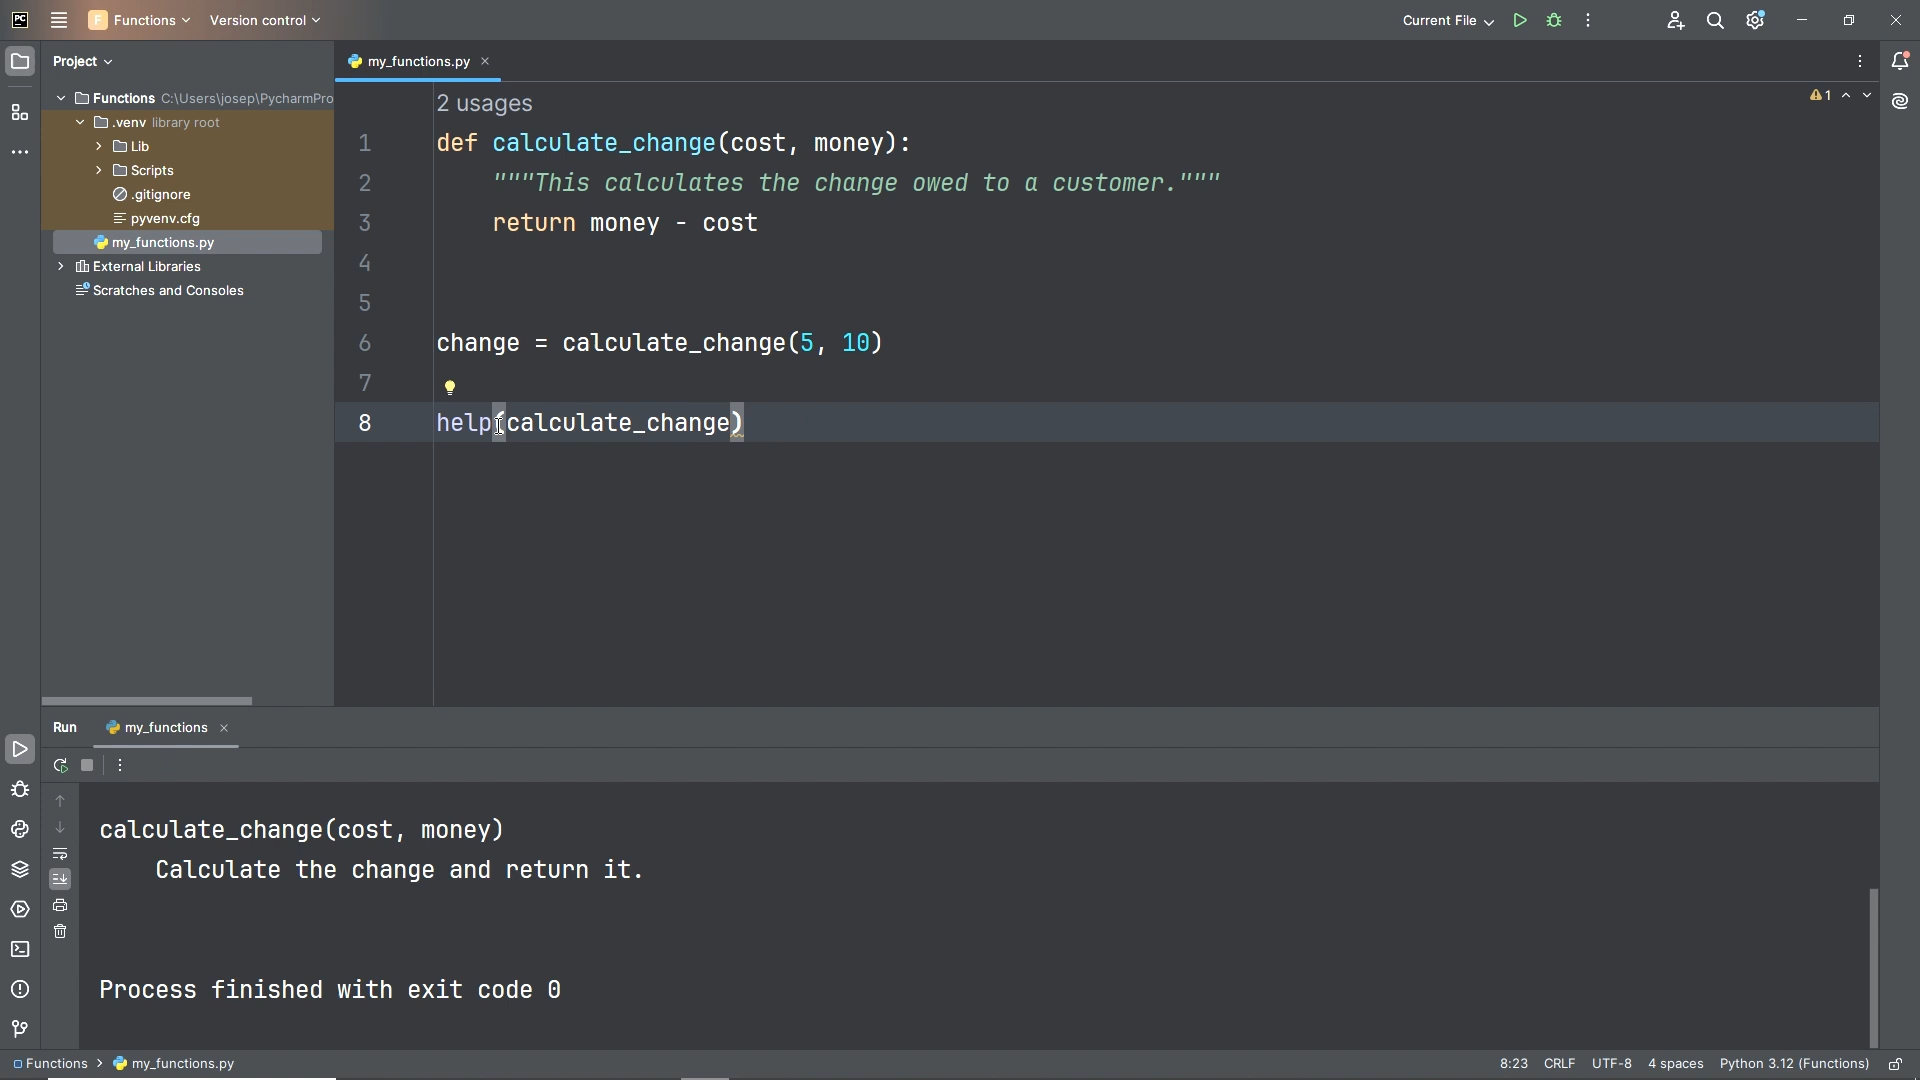 PC F Functions Version control Current File
Project my_functions.py
Functions C:\Users\josep\PycharmPro
.venv library root
Lib
Scripts
.gitignore
pyvenv.cfg
my_functions.py
External Libraries
Scratches and Consoles
2 usages 1
1 def calculate_change(cost, money):
2 """This calculates the change owed to a customer."""
3 return money - cost
4
5
6 change = calculate_change(5, 10)
7
8 help(calculate_change)
Run my_functions
calculate_change(cost, money)
Calculate the change and return it.
Process finished with exit code 0
Functions my_functions.py 8:23 CRLF UTF-8 4 spaces Python 3.12 (Functions)